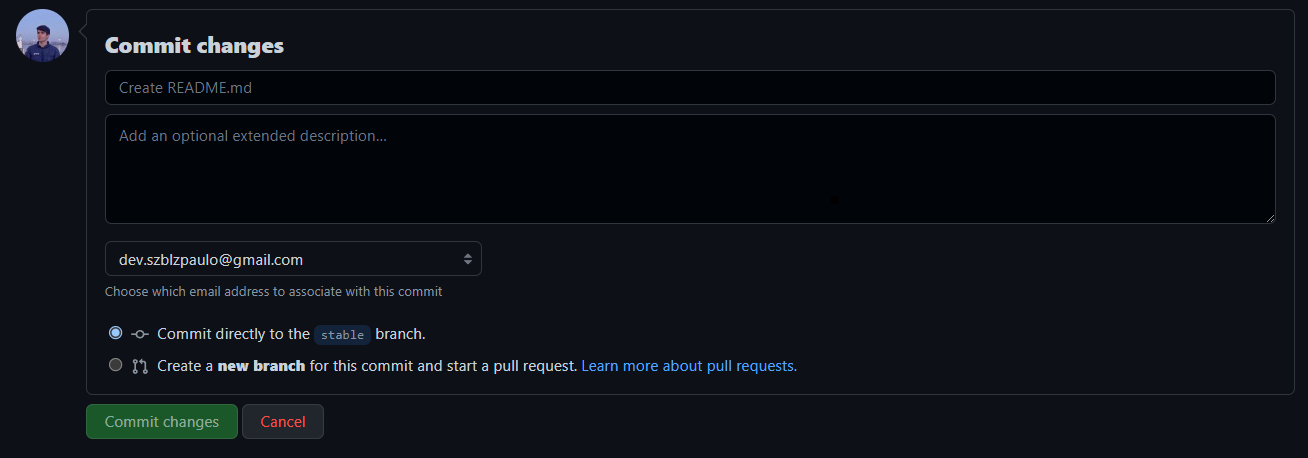 Commit changes
Create README.md
Add an optional extended description...
dev.szblzpaulo@gmail.com
Choose which email address to associate with this commit
Commit directly to the stable branch.
Create a new branch for this commit and start a pull request. Learn more about pull requests.
Commit changes Cancel